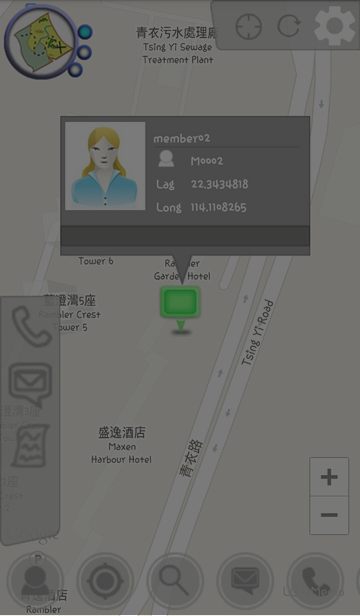 青衣污水處理廠
Tsing Yi Sewage
Treatment Plant
member02
M0002
Lag 22.3434818
Long 114.1108265
Tower 6
Rambler
Garden Hotel
藍澄灣5座
Rambler Crest
Tower 5
Tsing Yi Road
盛逸酒店
Maxen
Harbour Hotel
青衣路
+
−
P
酒店
Rambler